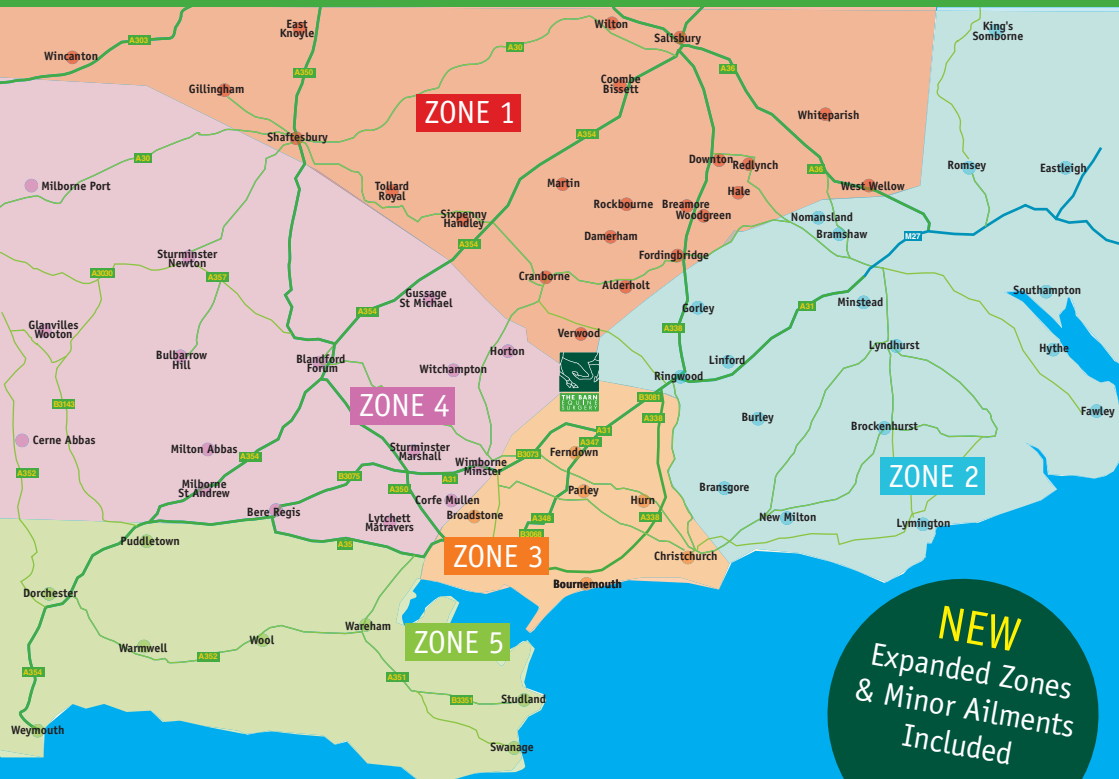 East
Knoyle
Wilton
King's
Somborne
A303
Salisbury
A30
Wincanton
A350
A36
Coombe
Bissett
Gillingham
ZONE 1
Whiteparish
A354
Shaftesbury
A30
Downton
Redlynch
Romsey
Eastleigh
A36
Milborne Port
Martin
West Wellow
Tollard
Royal
Hale
Rockbourne
Breamore
Woodgreen
Sixpenny
Handley
Nomansland
Bramshaw
M27
Damerham
A354
Sturminster
Newton
Fordingbridge
A3030
A357
Cranborne
Alderholt
Gussage
St Michael
Southampton
Minstead
A31
Gorley
A354
Glanvilles
Wooton
A338
Verwood
Lyndhurst
Hythe
Horton
Bulbarrow
Hill
Blandford
Forum
Linford
Witchampton
Ringwood
THE BARN
EQUINE
SURGERY
B3081
B3143
ZONE 4
Fawley
A338
Burley
Brockenhurst
A31
Cerne Abbas
A347
Milton Abbas
Sturminster
Marshall
Ferndown
B3073
A354
Wimborne
Minster
A352
B3075
A31
ZONE 2
A350
Milborne
St Andrew
Parley
Bransgore
Corfe Mullen
Hurn
Bere Regis
Broadstone
Lytchett
Matravers
A348
A338
New Milton
Lymington
B3068
Puddletown
A35
ZONE 3
Christchurch
Bournemouth
Dorchester
Wareham
NEW
Expanded Zones
& Minor Ailments
Included
Wool
ZONE 5
Warmwell
A352
A354
A351
B3351
Studland
Weymouth
Swanage